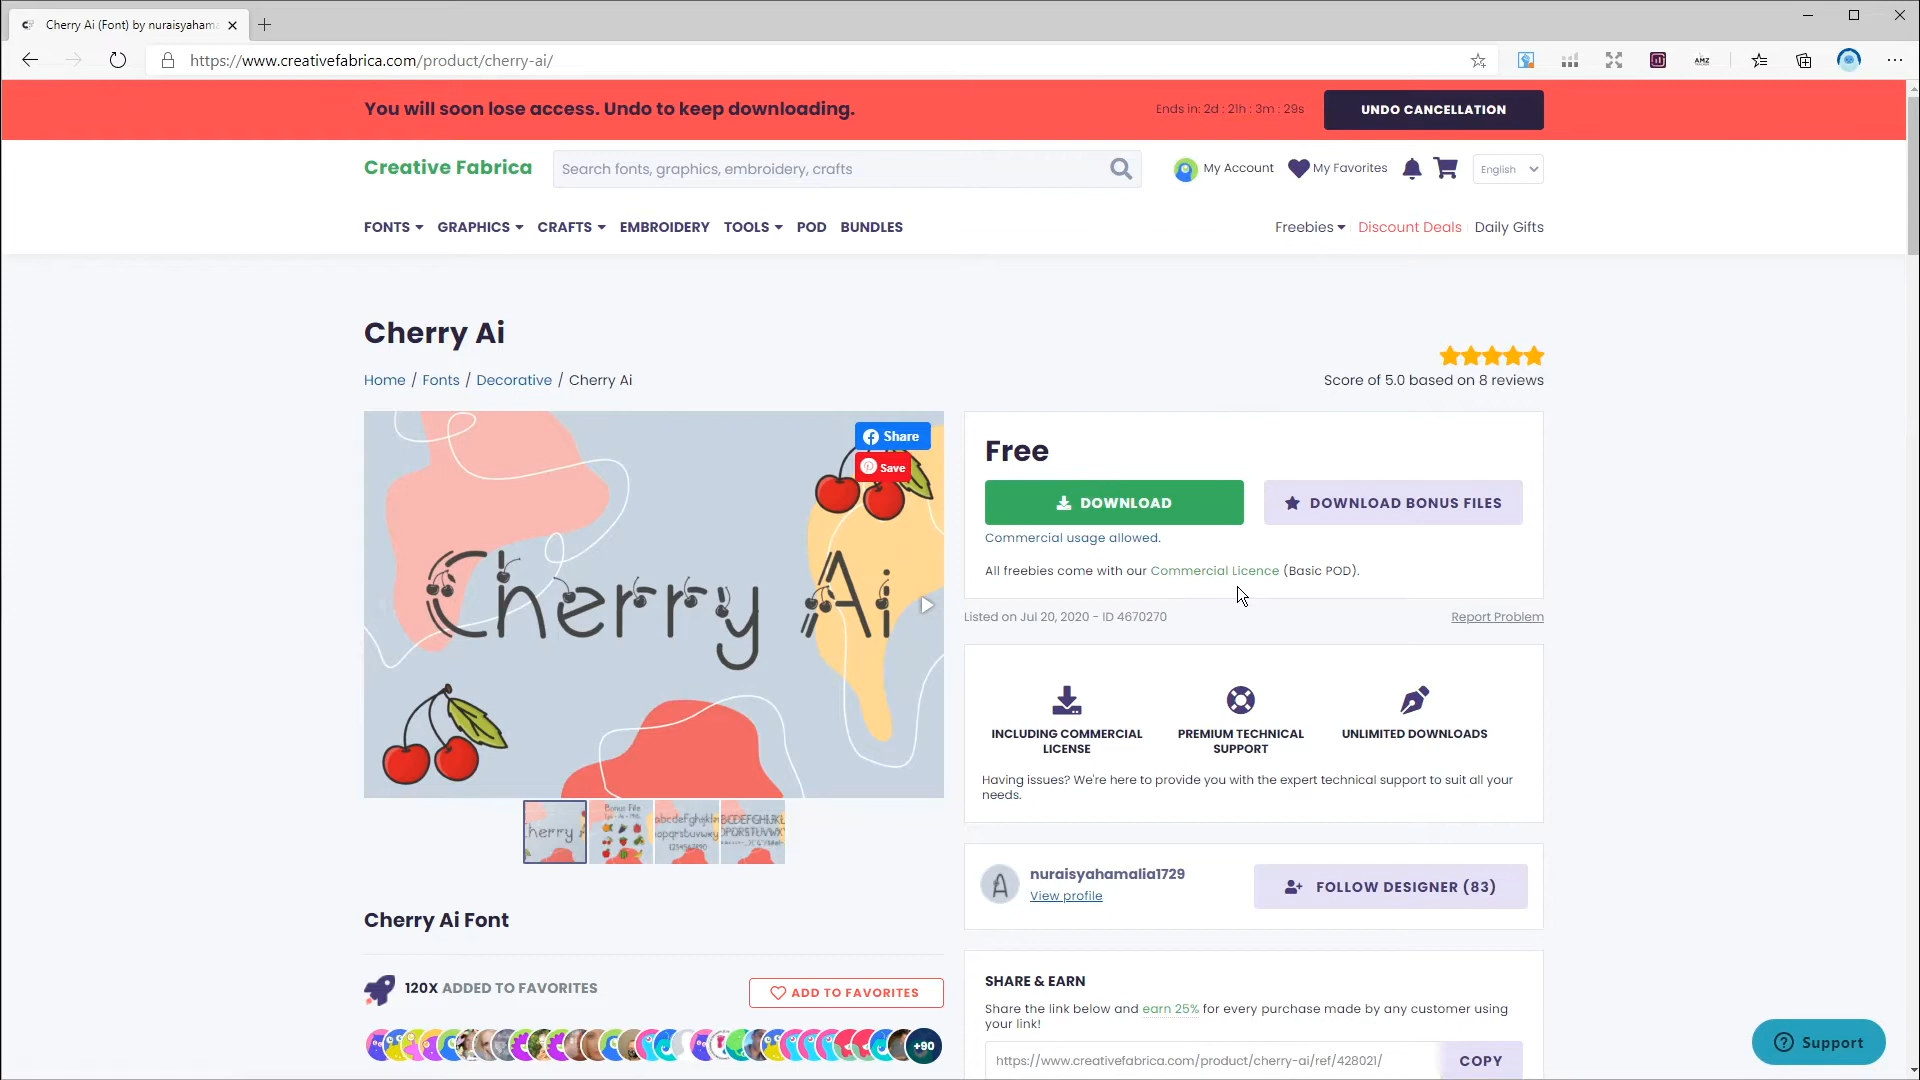 Cherry Ai (Font) by nuraisyahama
https://www.creativefabrica.com/product/cherry-ai/
AMZ
You will soon lose access. Undo to keep downloading.
Ends in: 2d : 21h : 3m : 29s
UNDO CANCELLATION
Creative Fabrica
Search fonts, graphics, embroidery, crafts
My Account
My Favorites
English
FONTS
GRAPHICS
CRAFTS
EMBROIDERY
TOOLS
POD
BUNDLES
Freebies
Discount Deals
Daily Gifts
Cherry Ai
Home / Fonts / Decorative / Cherry Ai
Score of 5.0 based on 8 reviews
Share
Save
Cherry Ai
Free
DOWNLOAD
DOWNLOAD BONUS FILES
Commercial usage allowed.
All freebies come with our Commercial Licence (Basic POD).
Listed on Jul 20, 2020 - ID 4670270
Report Problem
INCLUDING COMMERCIAL
LICENSE
PREMIUM TECHNICAL
SUPPORT
UNLIMITED DOWNLOADS
Having issues? We're here to provide you with the expert technical support to suit all your
needs.
herry
Bonus File
nuraisyahamalia1729
View profile
FOLLOW DESIGNER (83)
Cherry Ai Font
120X ADDED TO FAVORITES
ADD TO FAVORITES
+90
SHARE & EARN
Share the link below and earn 25% for every purchase made by any customer using
your link!
https://www.creativefabrica.com/product/cherry-ai/ref/428021/
COPY
Support